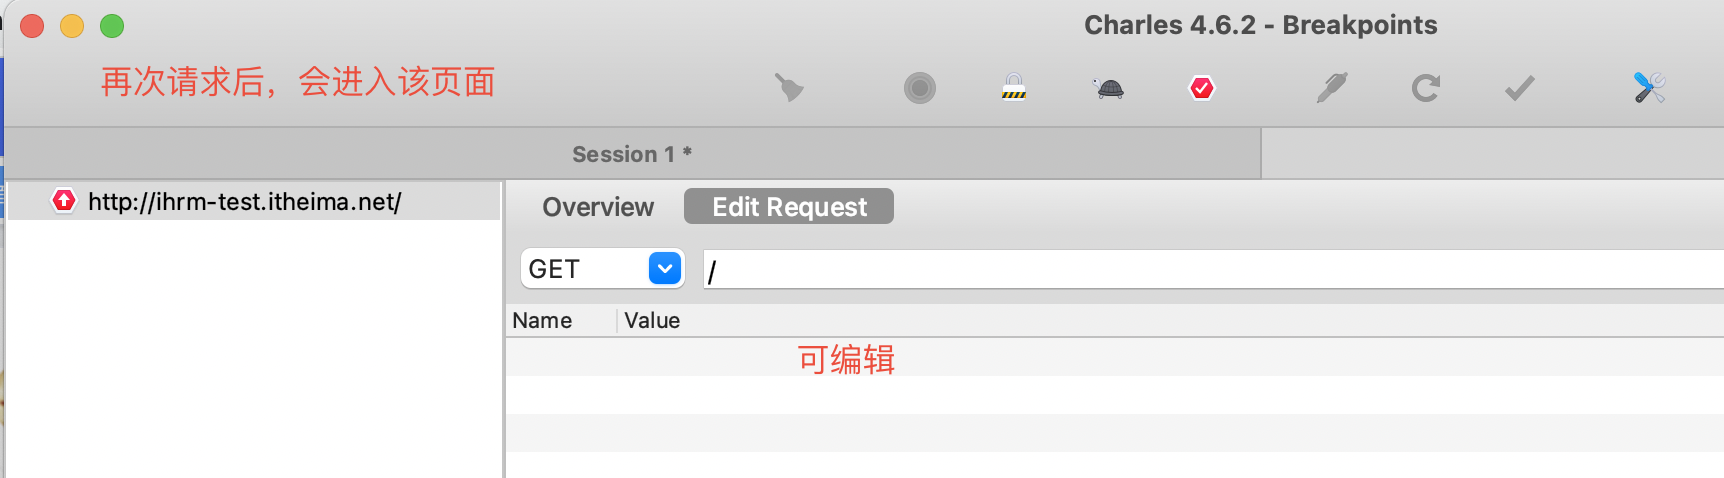 Charles 4.6.2 - Breakpoints
再次请求后，会进入该页面
Session 1 *
http://ihrm-test.itheima.net/
Overview
Edit Request
GET
/
Name
Value
可编辑